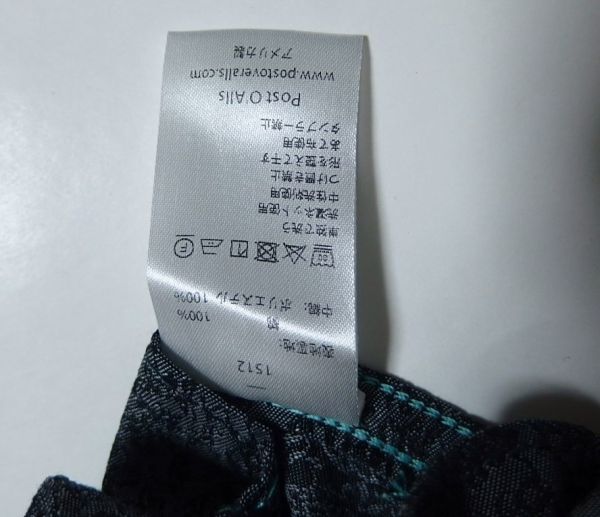 1512
表地裏地:
綿 100%
中綿: ポリエステル 100%
単独で洗う
洗濯ネット使用
中性洗剤使用
つけ置き禁止
形を整えて干す
あて布使用
タンブラー禁止
Post O'Alls
www.postoveralls.com
アメリカ製